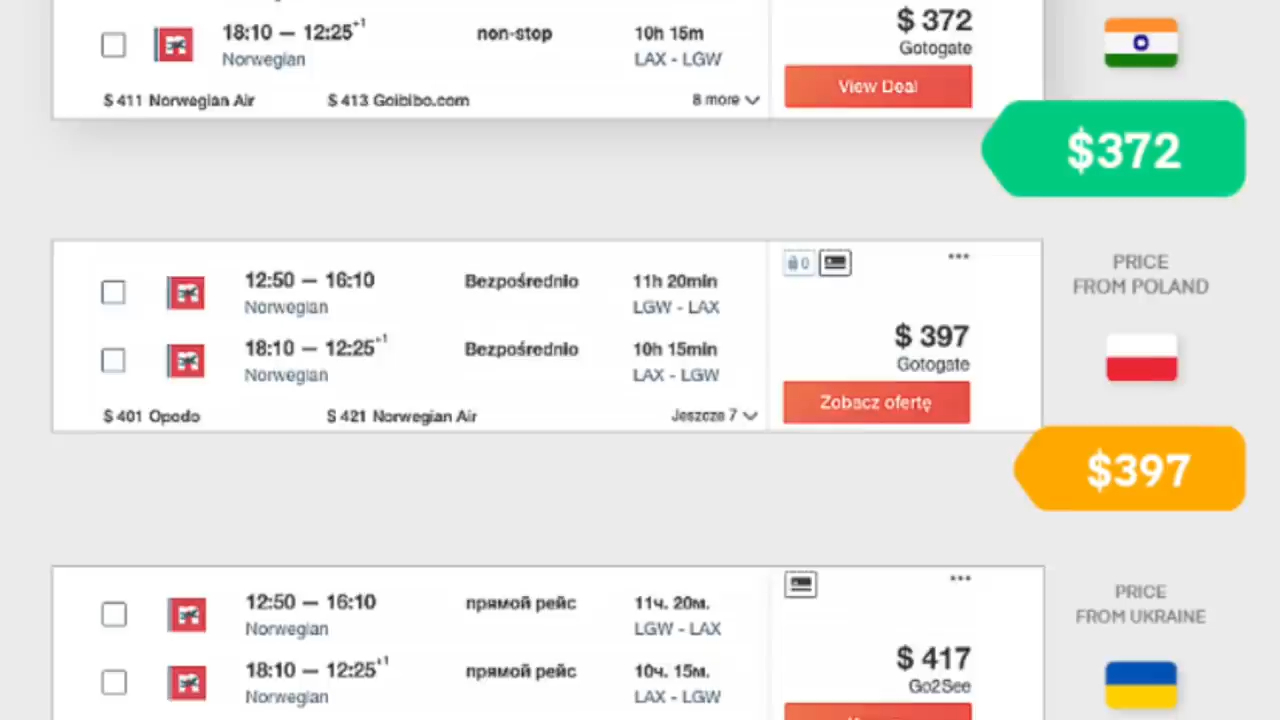 18:10 — 12:25+1 non-stop 10h 15m
Norwegian LAX - LGW
$ 372
Gotogate
View Deal
$ 411 Norwegian Air $ 413 Goibibo.com 8 more
$372
PRICE
FROM POLAND
12:50 — 16:10 Bezpośrednio 11h 20min
Norwegian LGW - LAX
18:10 — 12:25+1 Bezpośrednio 10h 15min
Norwegian LAX - LGW
0
$ 397
Gotogate
Zobacz ofertę
$ 401 Opodo $ 421 Norwegian Air Jeszcze 7
$397
PRICE
FROM UKRAINE
12:50 — 16:10 прямой рейс 11ч. 20м.
Norwegian LGW - LAX
18:10 — 12:25+1 прямой рейс 10ч. 15м.
Norwegian LAX - LGW
$ 417
Go2See